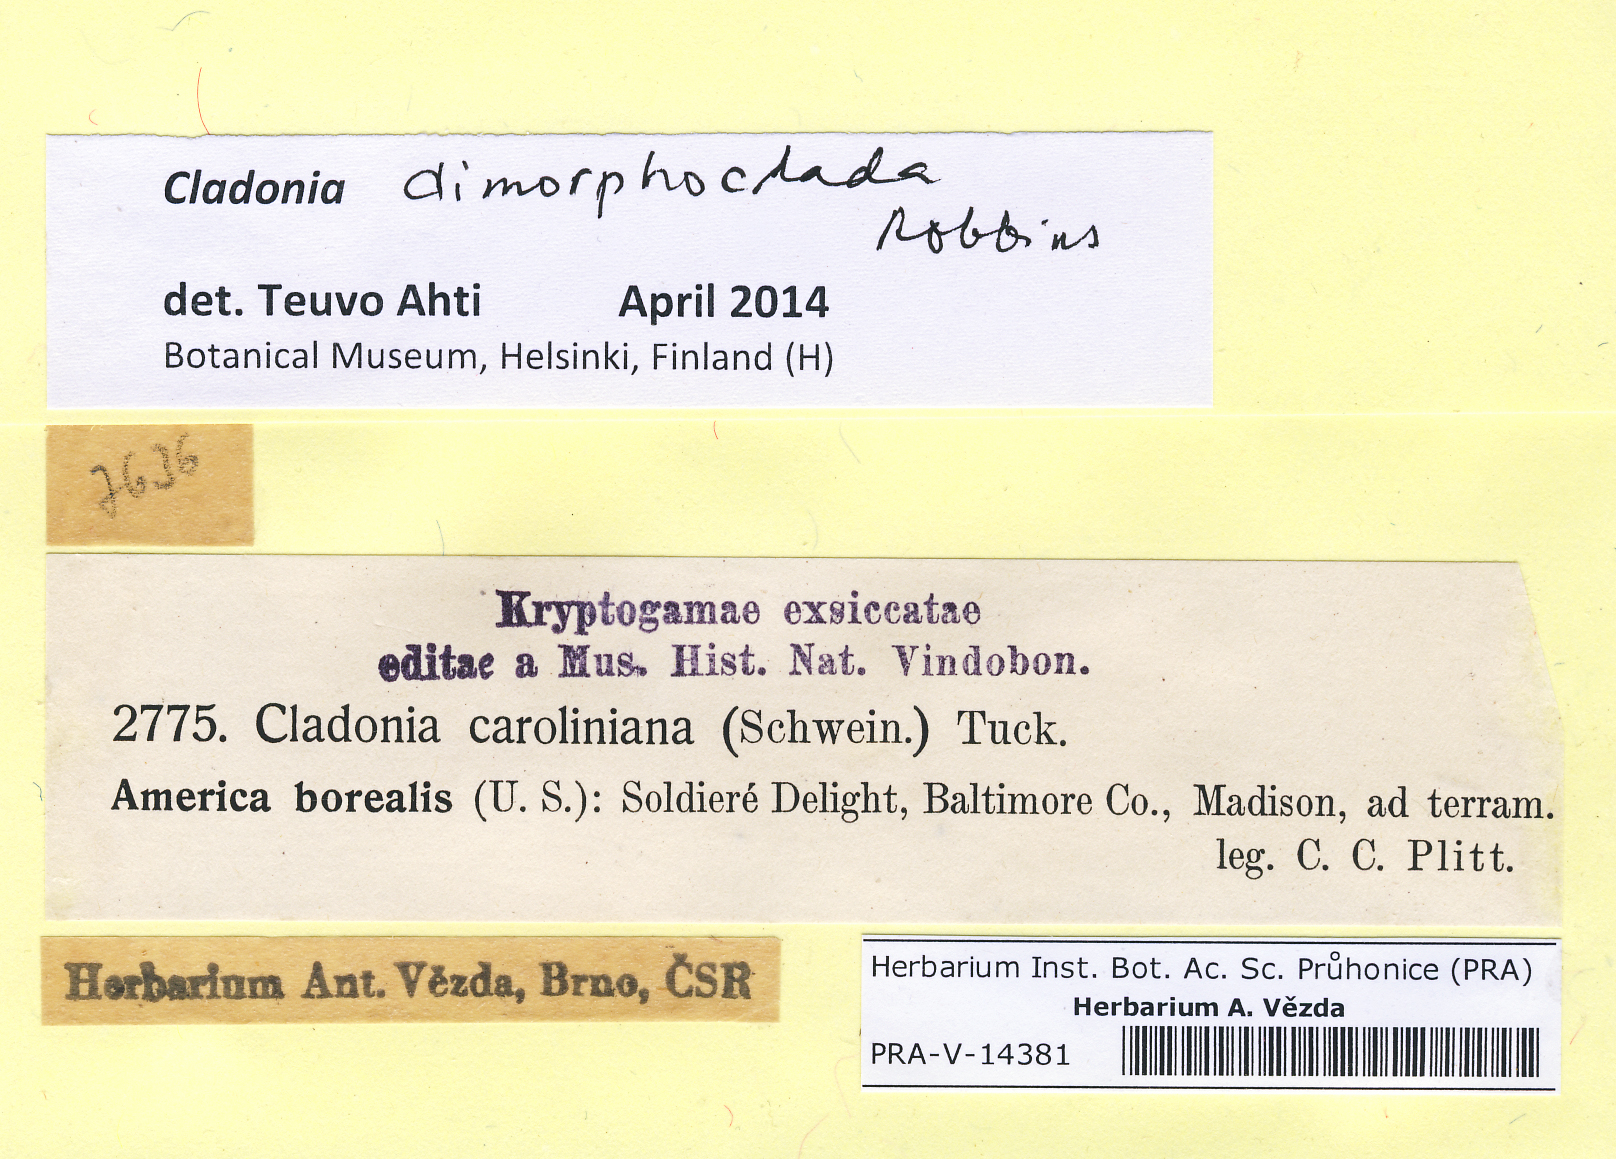 Cladonia dimorphoclada
Robbins
det. Teuvo Ahti April 2014
Botanical Museum, Helsinki, Finland (H)
7636
Kryptogamae exsiccatae
editae a Mus. Hist. Nat. Vindobon.
2775. Cladonia caroliniana (Schwein.) Tuck.
America borealis (U. S.): Soldieré Delight, Baltimore Co., Madison, ad terram.
leg. C. C. Plitt.
Herbarium Ant. Vězda, Brno, ČSR
Herbarium Inst. Bot. Ac. Sc. Průhonice (PRA)
Herbarium A. Vězda
PRA-V-14381